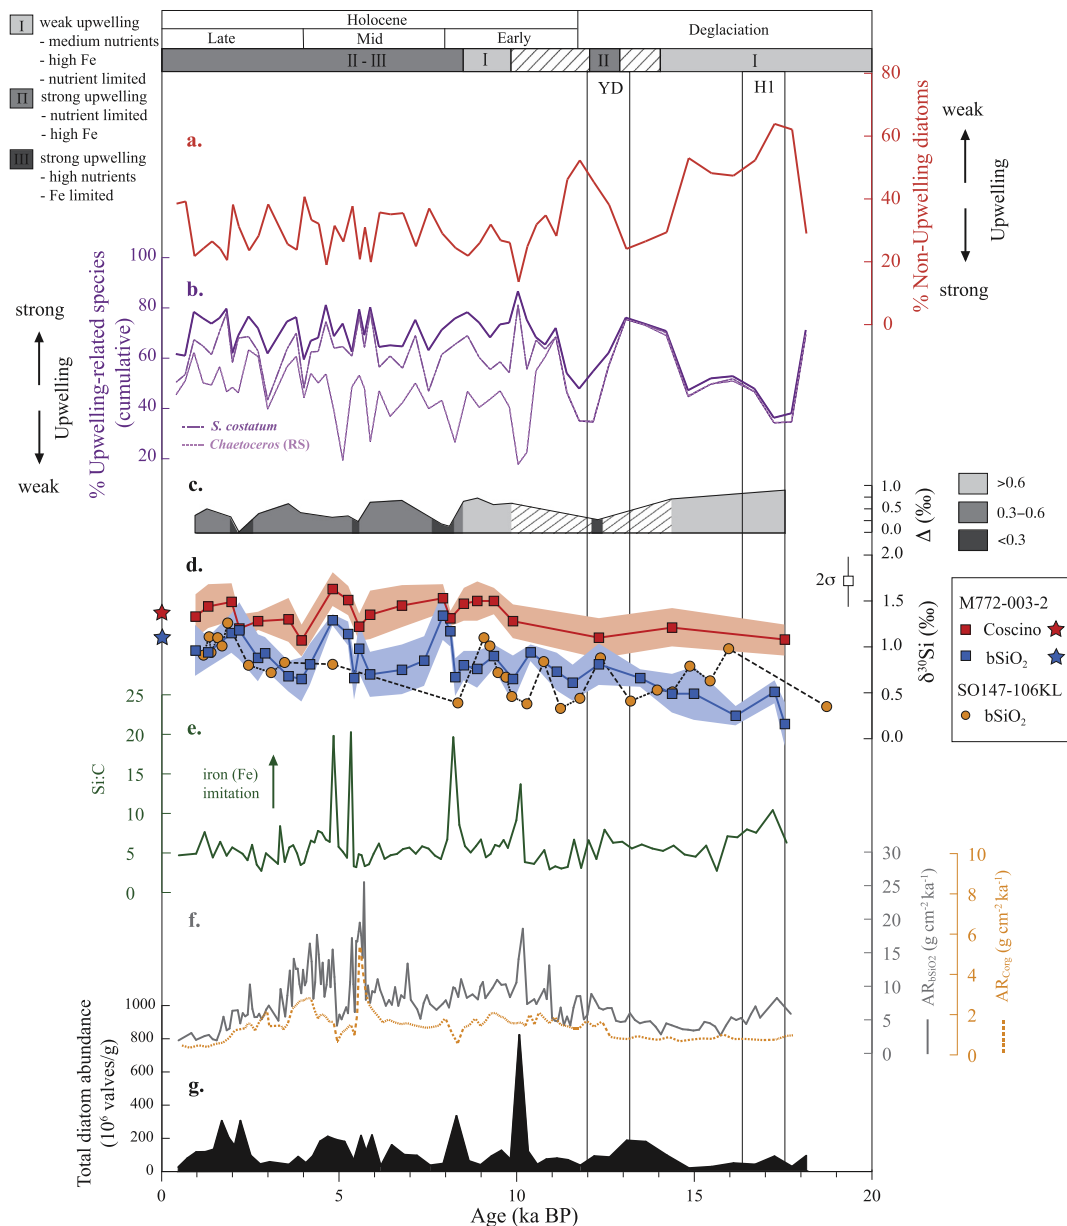 I
weak upwelling
- medium nutrients
- high Fe
- nutrient limited
II
strong upwelling
- nutrient limited
- high Fe
III
strong upwelling
- high nutrients
- Fe limited
Holocene
Deglaciation
Late
Mid
Early
II - III
I
II
I
YD
H1
a.
80
60
40
20
0
% Non-Upwelling diatoms
weak
Upwelling
strong
b.
100
80
60
40
20
% Upwelling-related species
(cumulative)
strong
Upwelling
weak
S. costatum
Chaetoceros (RS)
c.
1.0
0.5
0.0
Δ (‰)
>0.6
0.3–0.6
<0.3
d.
2σ
2.0
1.5
1.0
0.5
0.0
δ³⁰Si (‰)
M772-003-2
Coscino
bSiO₂
SO147-106KL
bSiO₂
e.
25
20
15
10
5
0
Si:C
iron (Fe)
imitation
f.
30
25
20
15
10
5
0
AR bSiO2 (g cm⁻² ka⁻¹)
10
8
6
4
2
0
AR Corg (g cm⁻² ka⁻¹)
g.
1000
800
600
400
200
0
Total diatom abundance
(10⁶ valves/g)
0
5
10
15
20
Age (ka BP)